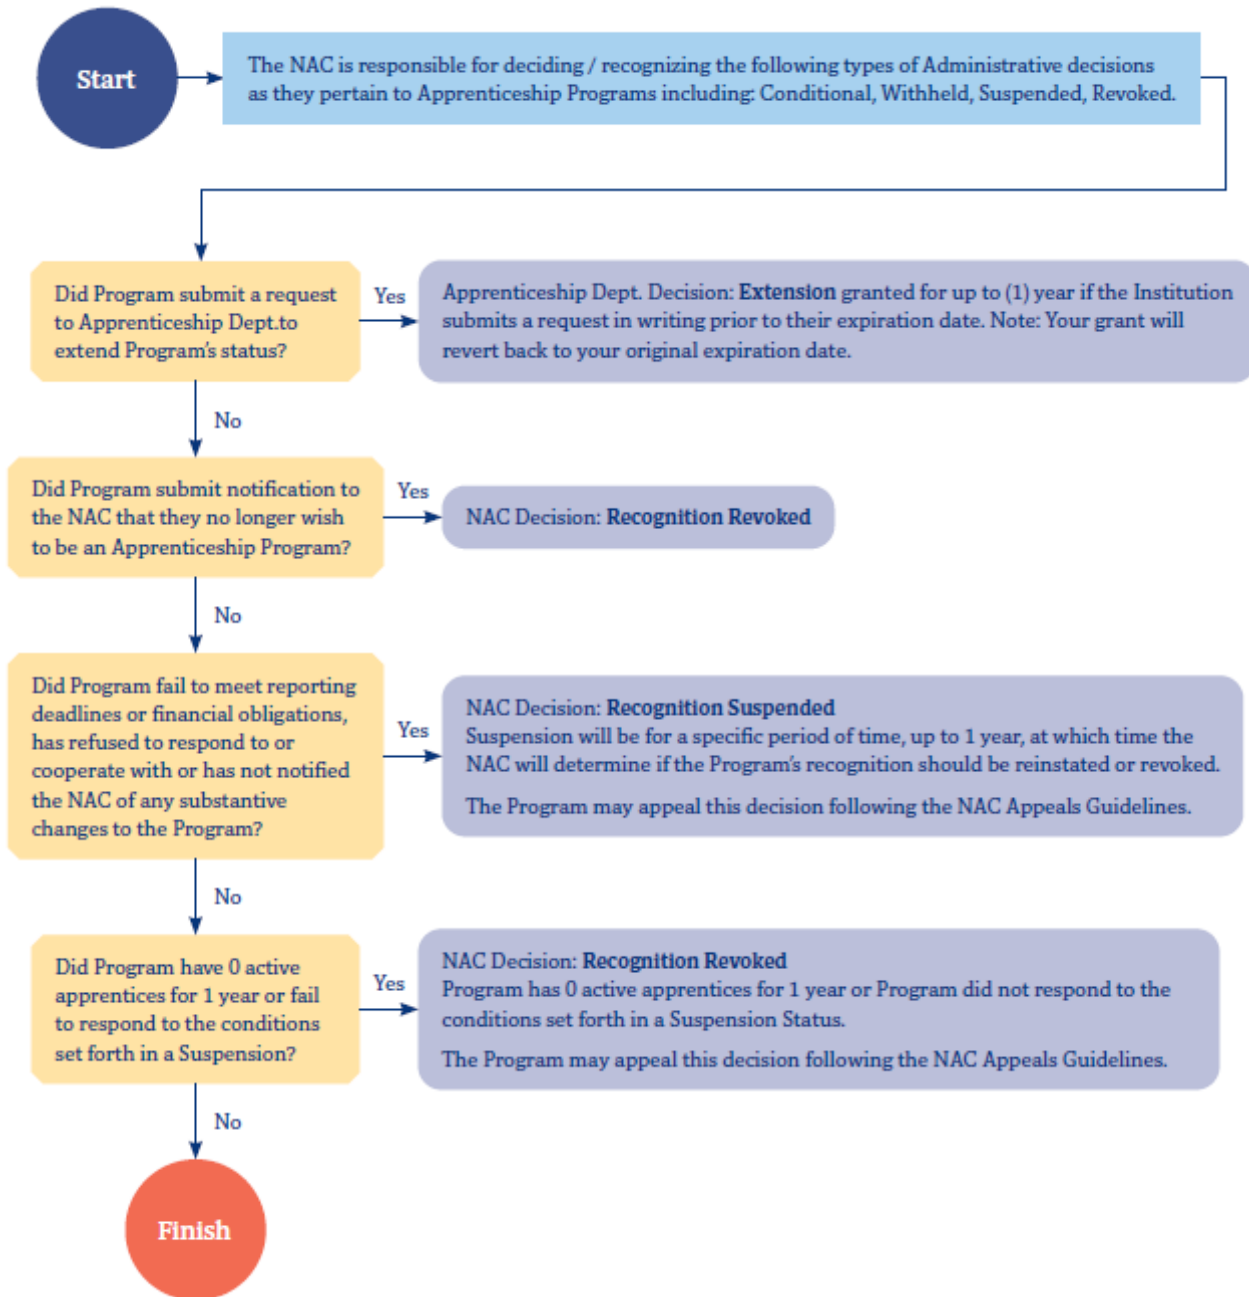 Start
The NAC is responsible for deciding / recognizing the following types of Administrative decisions
as they pertain to Apprenticeship Programs including: Conditional, Withheld, Suspended, Revoked.
Did Program submit a request
to Apprenticeship Dept.to
extend Program's status?
Yes
Apprenticeship Dept. Decision: Extension granted for up to (1) year if the Institution
submits a request in writing prior to their expiration date. Note: Your grant will
revert back to your original expiration date.
No
Did Program submit notification to
the NAC that they no longer wish
to be an Apprenticeship Program?
Yes
NAC Decision: Recognition Revoked
No
Did Program fail to meet reporting
deadlines or financial obligations,
has refused to respond to or
cooperate with or has not notified
the NAC of any substantive
changes to the Program?
Yes
NAC Decision: Recognition Suspended
Suspension will be for a specific period of time, up to 1 year, at which time the
NAC will determine if the Program's recognition should be reinstated or revoked.
The Program may appeal this decision following the NAC Appeals Guidelines.
No
Did Program have 0 active
apprentices for 1 year or fail
to respond to the conditions
set forth in a Suspension?
Yes
NAC Decision: Recognition Revoked
Program has 0 active apprentices for 1 year or Program did not respond to the
conditions set forth in a Suspension Status.
The Program may appeal this decision following the NAC Appeals Guidelines.
No
Finish